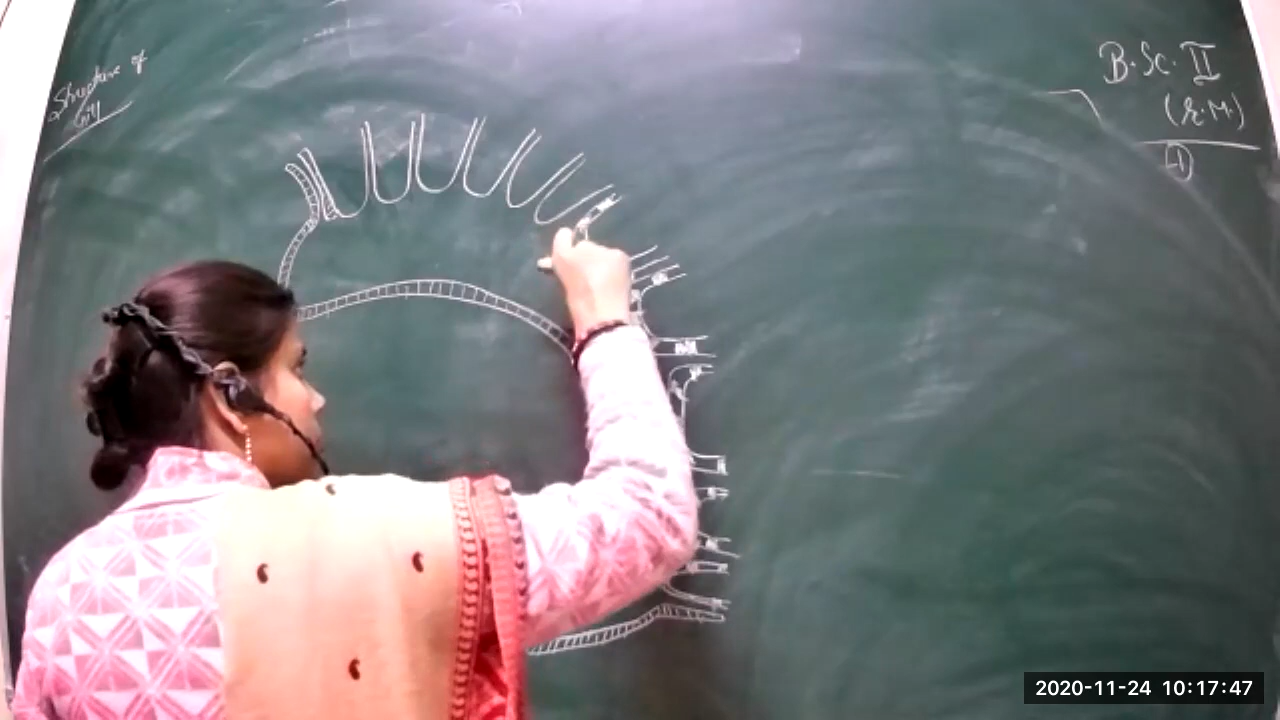 Structure of
Gill
B.Sc. II
(R.M.)
①
2020-11-24 10:17:47